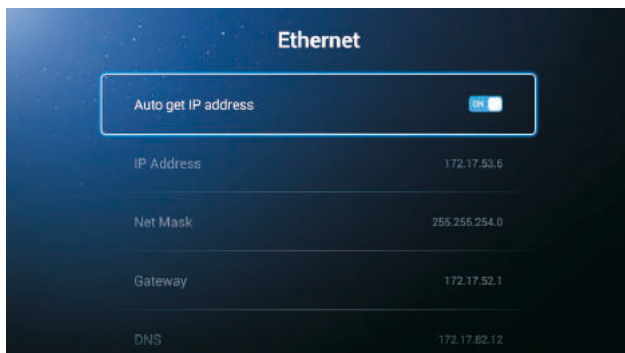 Ethernet
Auto get IP address ON
IP Address 172.17.53.6
Net Mask 255.255.254.0
Gateway 172.17.52.1
DNS 172.17.82.12